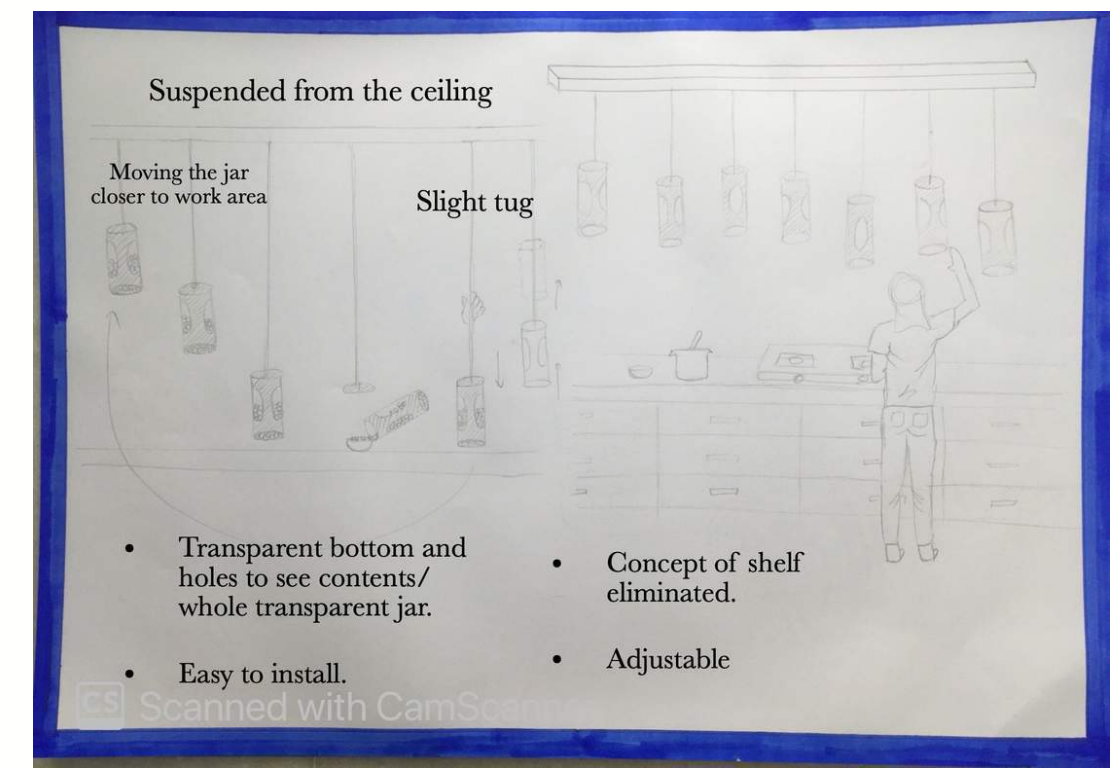 Suspended from the ceiling
Moving the jar
closer to work area
Slight tug
• Transparent bottom and
holes to see contents/
whole transparent jar.
• Easy to install.
• Concept of shelf
eliminated.
• Adjustable
CS Scanned with CamScanner